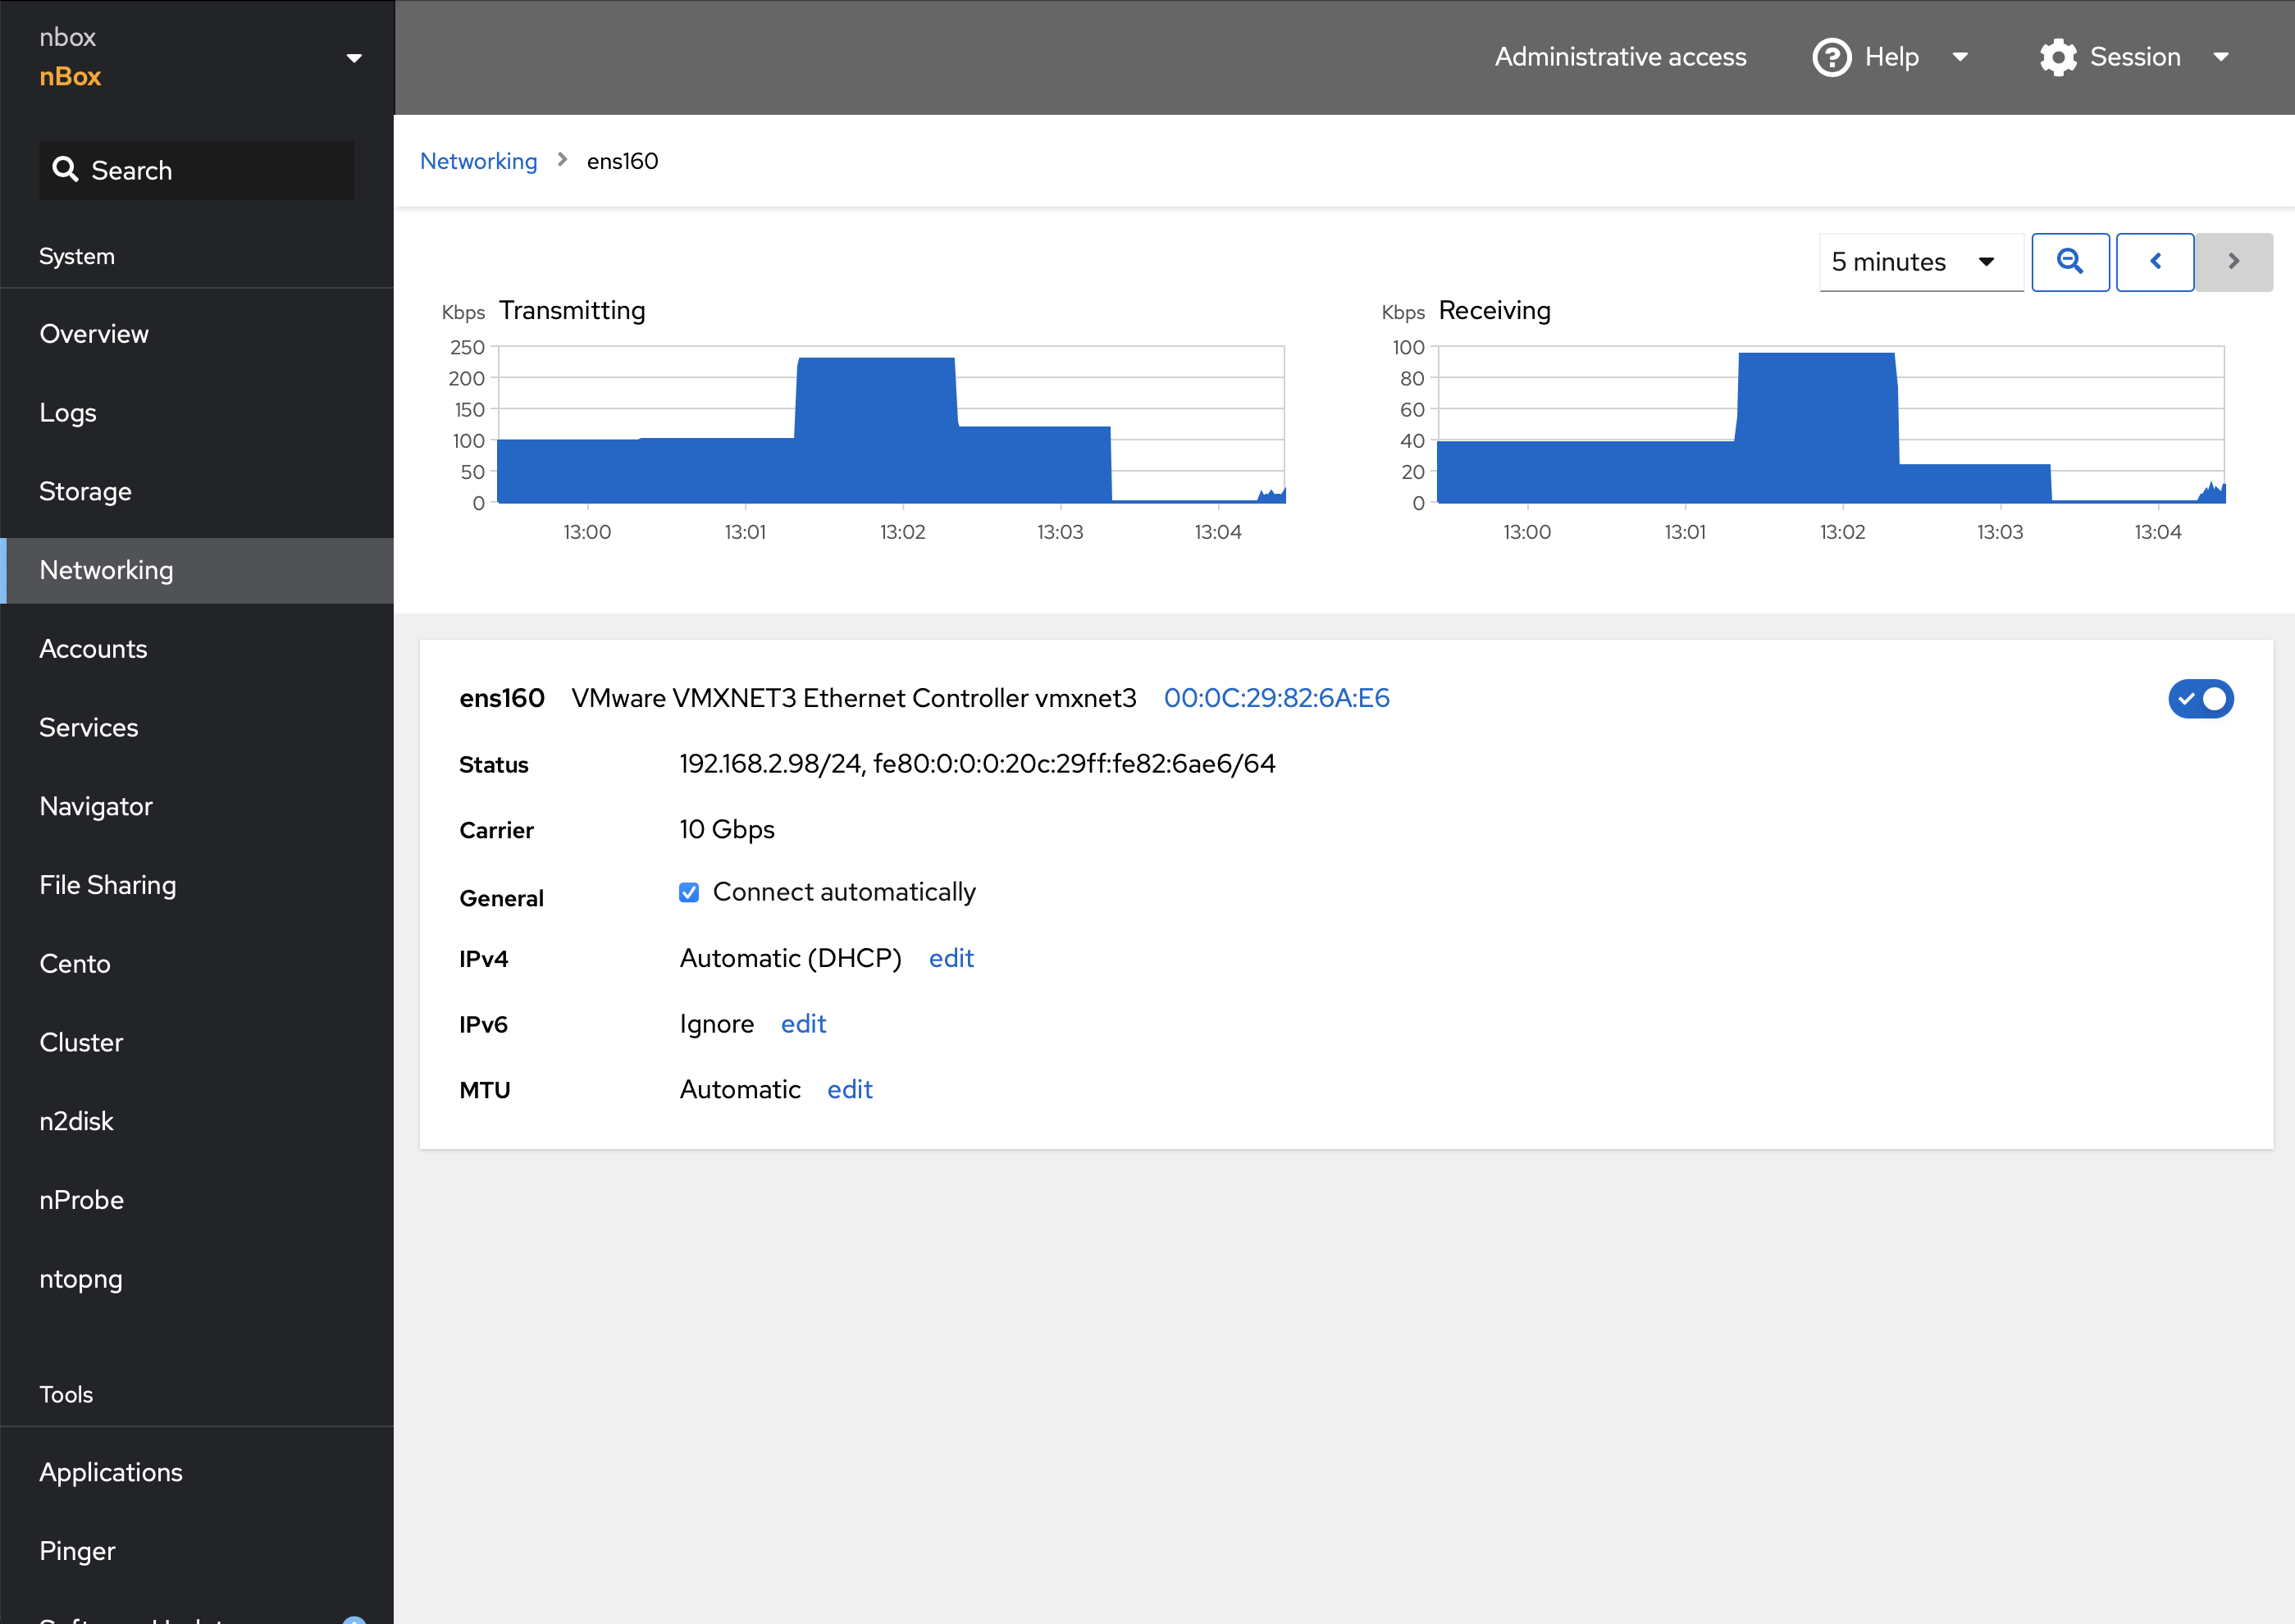 nbox
nBox
Search
System
Overview
Logs
Storage
Networking
Accounts
Services
Navigator
File Sharing
Cento
Cluster
n2disk
nProbe
ntopng
Tools
Applications
Pinger
Administrative access
Help
Session
Networking > ens160
5 minutes
Kbps Transmitting
250
200
150
100
50
0
13:00 13:01 13:02 13:03 13:04
Kbps Receiving
100
80
60
40
20
0
13:00 13:01 13:02 13:03 13:04
ens160 VMware VMXNET3 Ethernet Controller vmxnet3 00:0C:29:82:6A:E6
Status 192.168.2.98/24, fe80:0:0:0:20c:29ff:fe82:6ae6/64
Carrier 10 Gbps
General Connect automatically
IPv4 Automatic (DHCP) edit
IPv6 Ignore edit
MTU Automatic edit